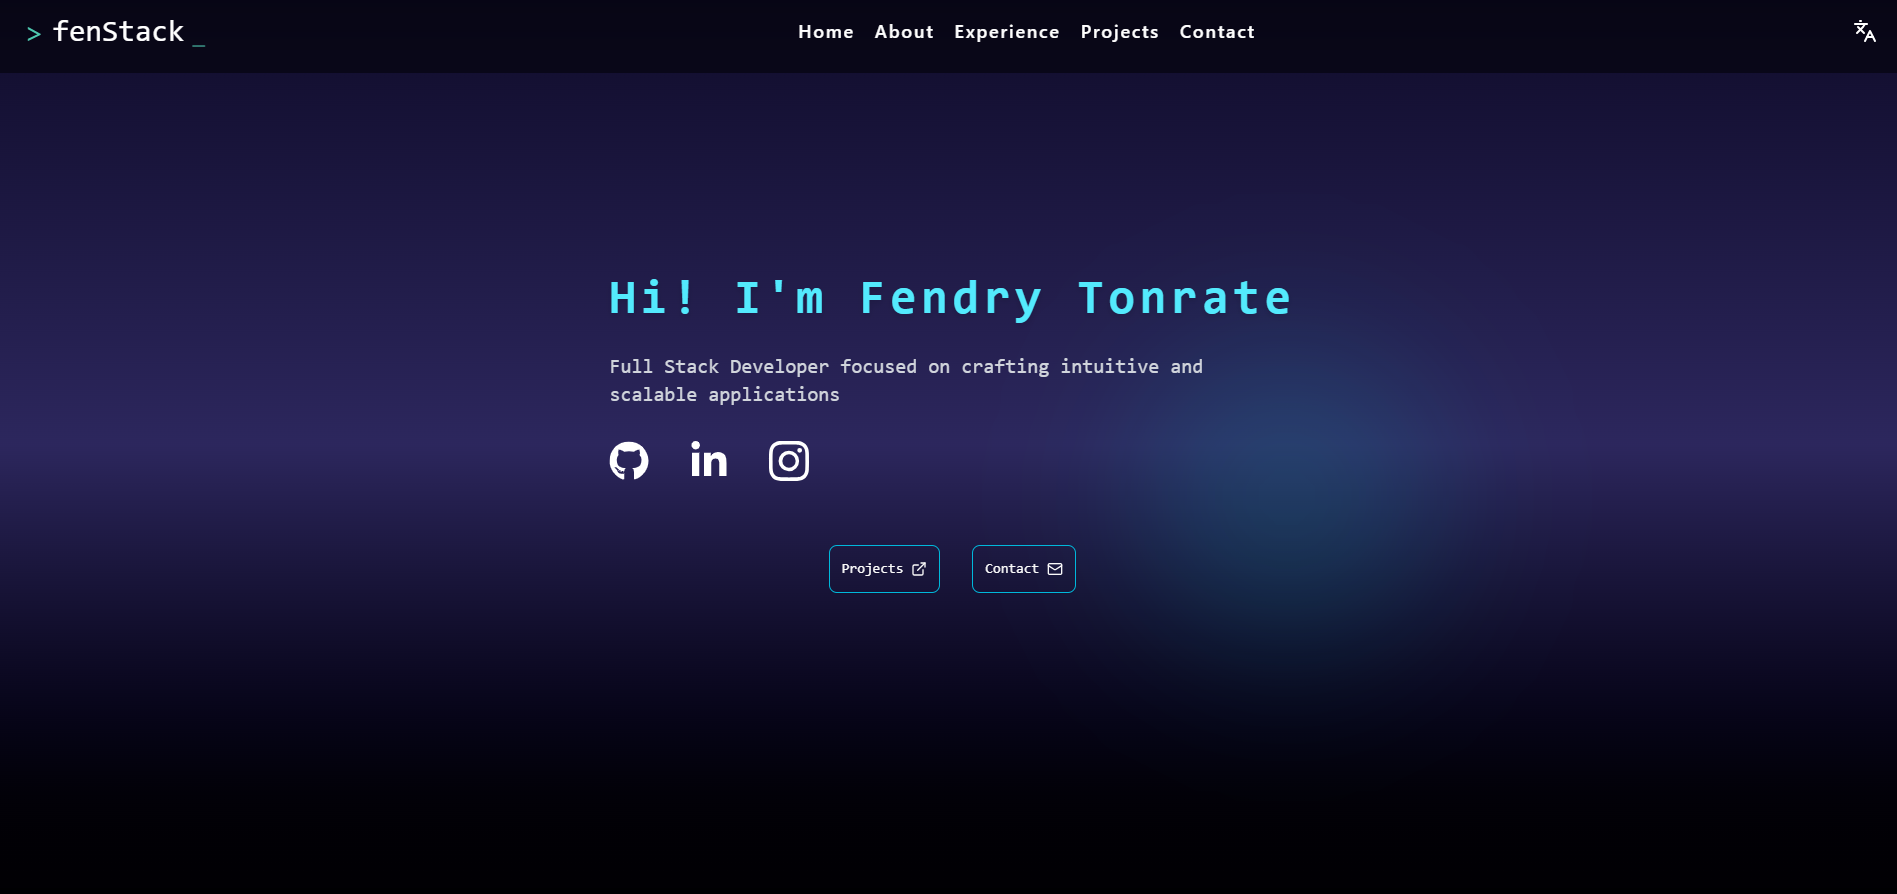 > fenStack _
Home About Experience Projects Contact
Hi! I'm Fendry Tonrate
Full Stack Developer focused on crafting intuitive and
scalable applications
Projects
Contact